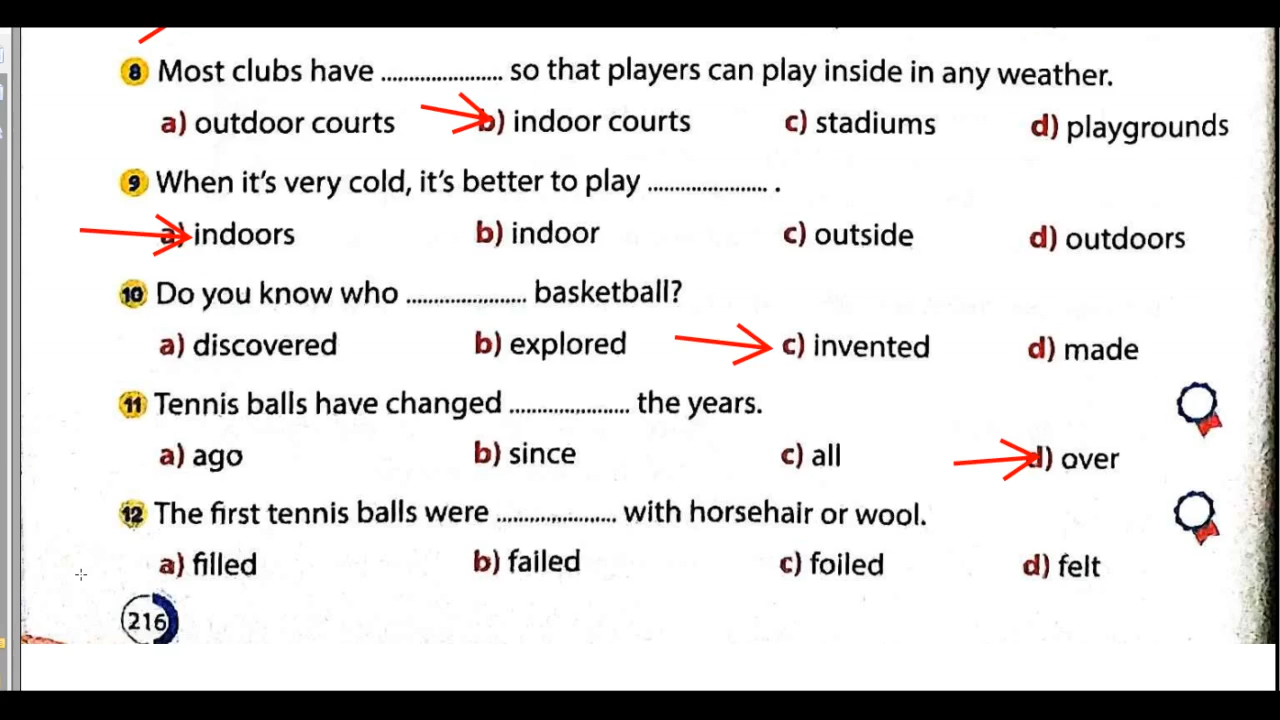 8 Most clubs have ........................ so that players can play inside in any weather.
a) outdoor courts b) indoor courts c) stadiums d) playgrounds
9 When it's very cold, it's better to play ........................ .
a) indoors b) indoor c) outside d) outdoors
10 Do you know who ........................ basketball?
a) discovered b) explored c) invented d) made
11 Tennis balls have changed ........................ the years.
a) ago b) since c) all d) over
12 The first tennis balls were ........................ with horsehair or wool.
a) filled b) failed c) foiled d) felt
216